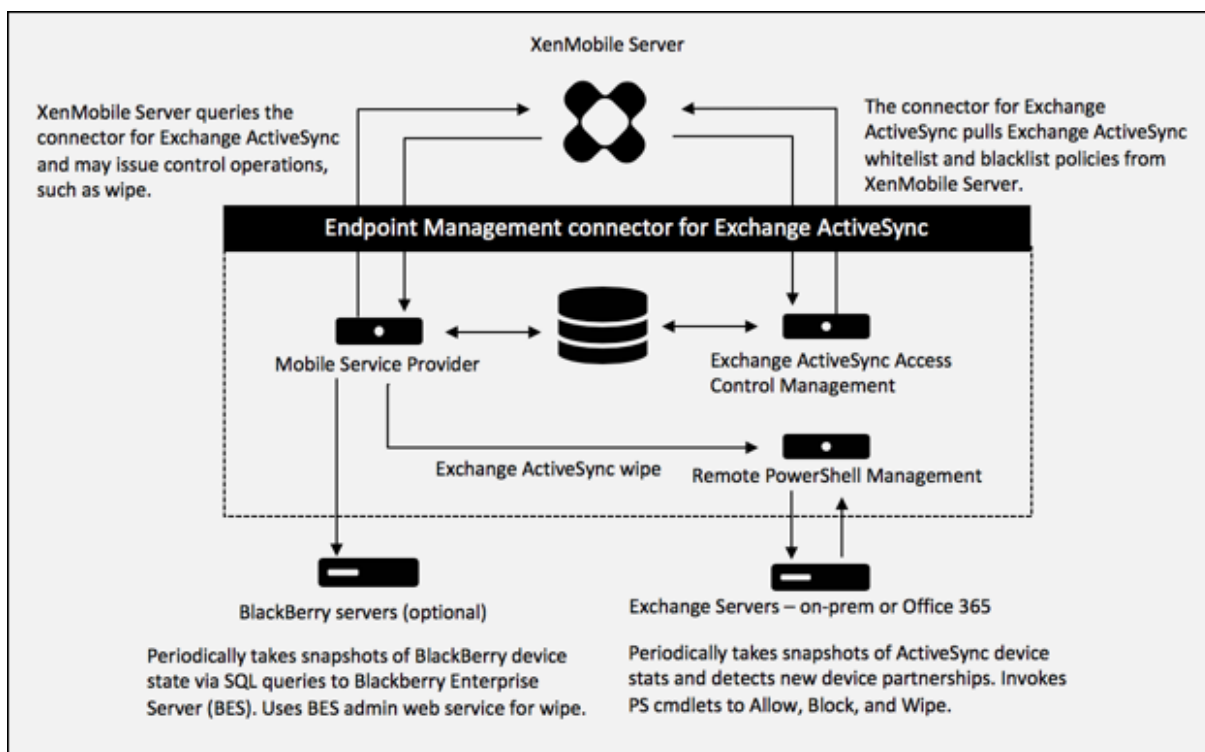 XenMobile Server
XenMobile Server queries the
connector for Exchange ActiveSync
and may issue control operations,
such as wipe.
The connector for Exchange
ActiveSync pulls Exchange ActiveSync
whitelist and blacklist policies from
XenMobile Server.
Endpoint Management connector for Exchange ActiveSync
Mobile Service Provider
Exchange ActiveSync Access
Control Management
Exchange ActiveSync wipe
Remote PowerShell Management
BlackBerry servers (optional)
Periodically takes snapshots of BlackBerry device
state via SQL queries to Blackberry Enterprise
Server (BES). Uses BES admin web service for wipe.
Exchange Servers – on-prem or Office 365
Periodically takes snapshots of ActiveSync device
stats and detects new device partnerships. Invokes
PS cmdlets to Allow, Block, and Wipe.